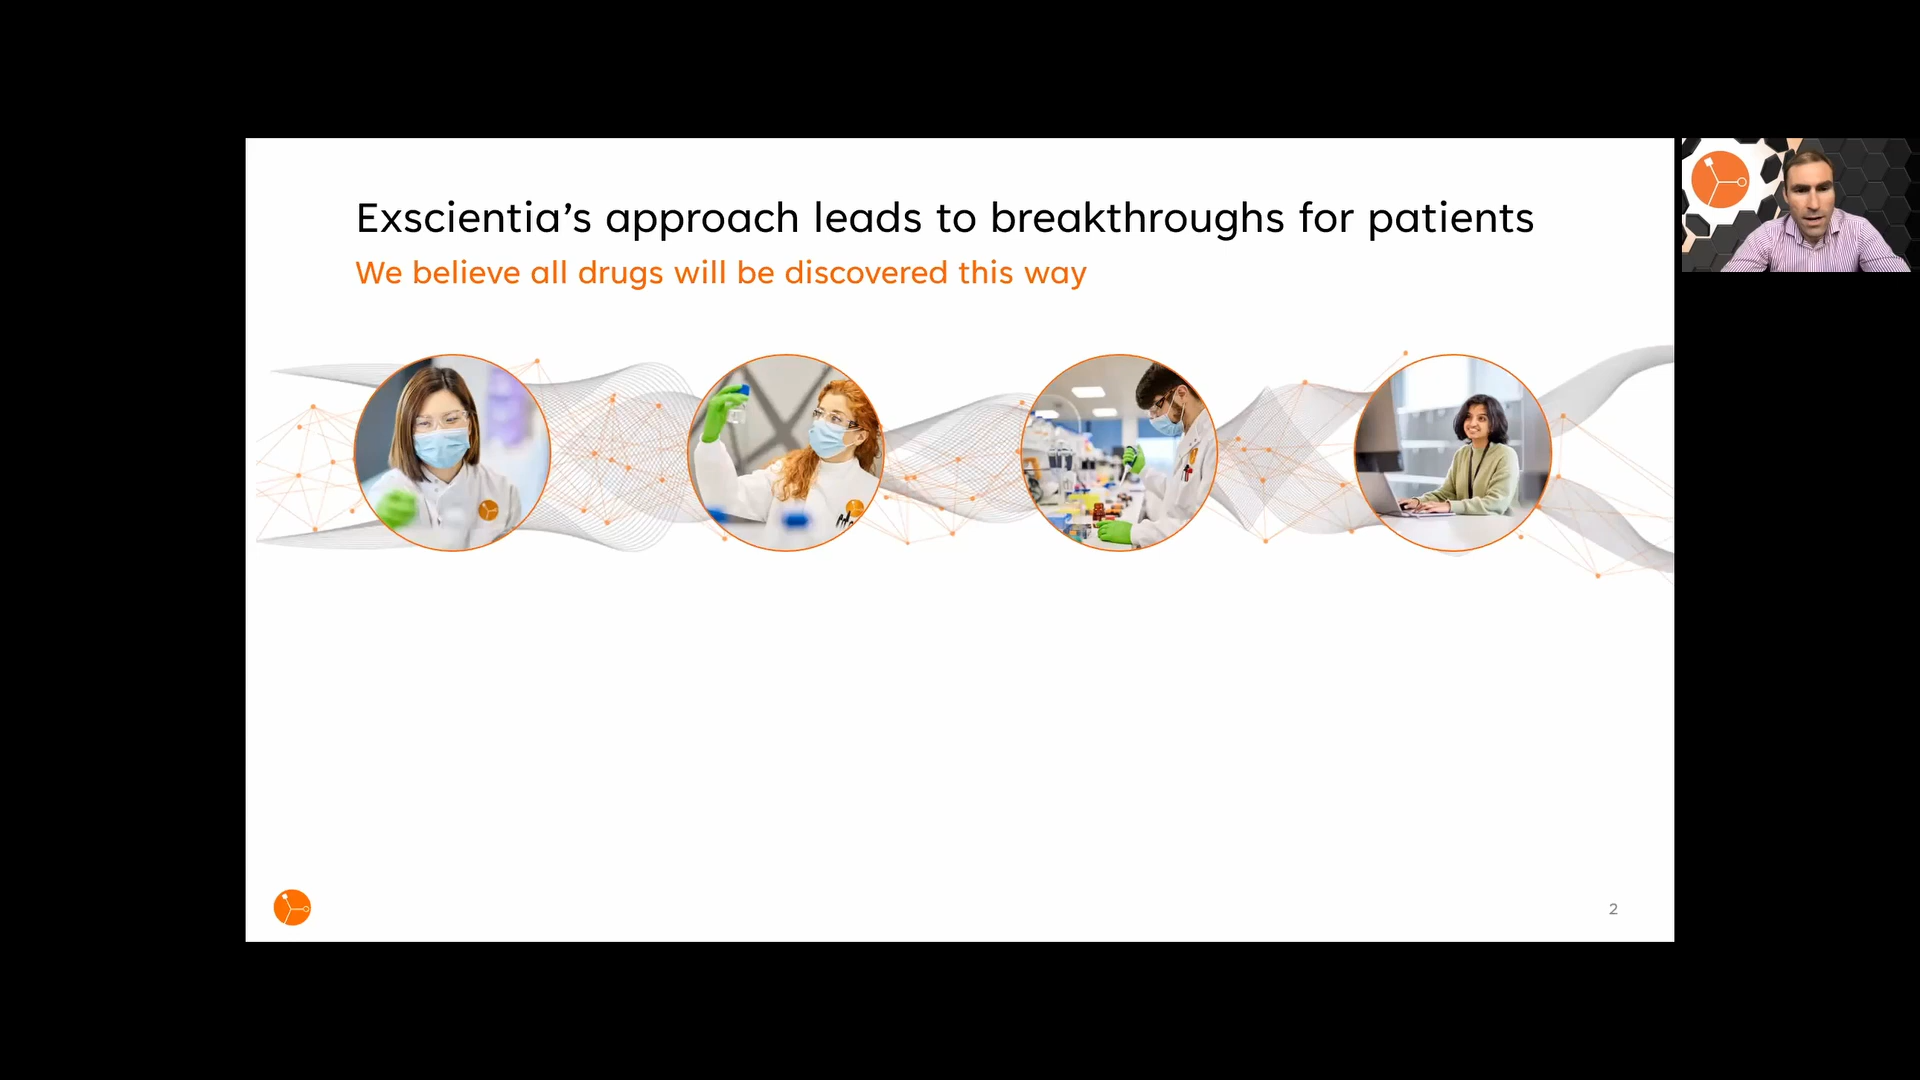 Exscientia’s approach leads to breakthroughs for patients
We believe all drugs will be discovered this way
2